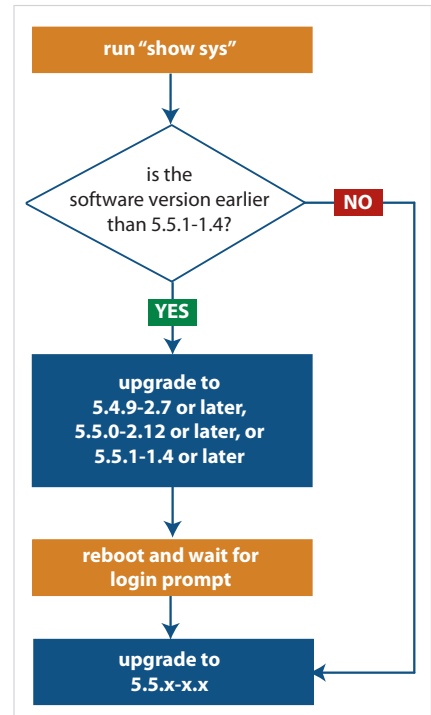 run “show sys”
is the
software version earlier
than 5.5.1-1.4?
NO
YES
upgrade to
5.4.9-2.7 or later,
5.5.0-2.12 or later, or
5.5.1-1.4 or later
reboot and wait for
login prompt
upgrade to
5.5.x-x.x